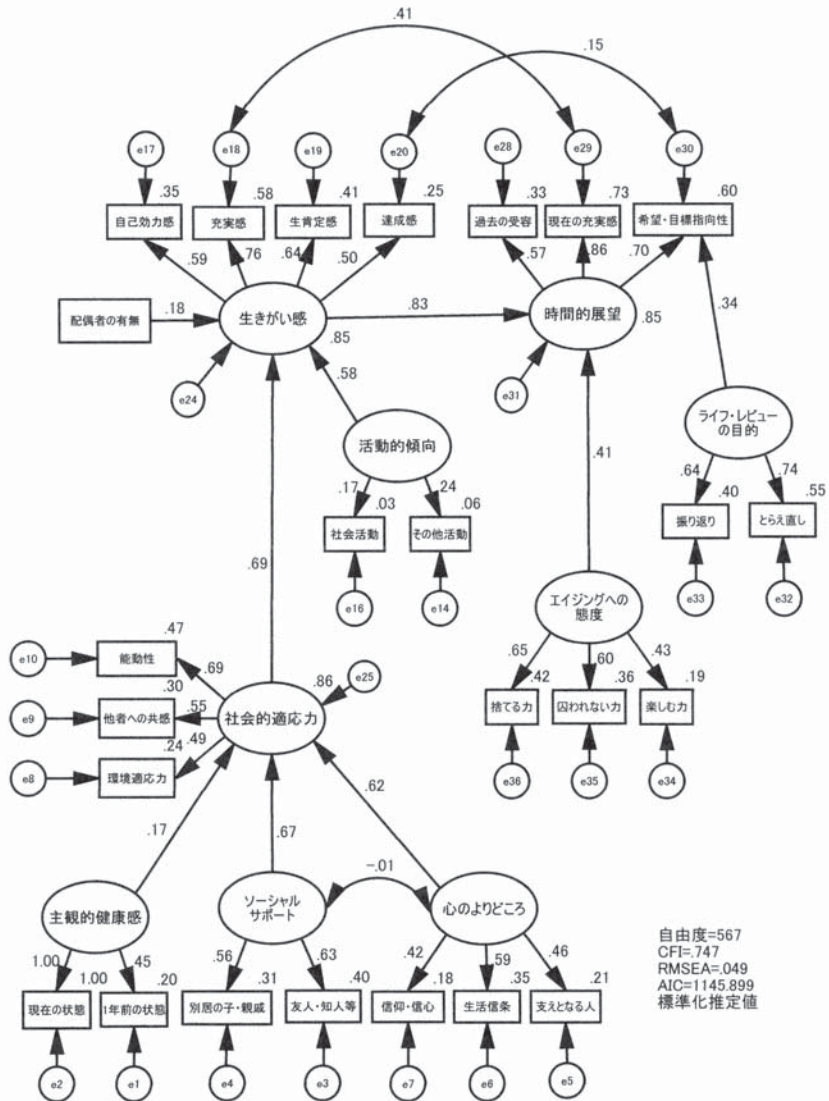 .41
.15
e17
e18
e19
e20
e28
e29
e30
.35
.58
.41
.25
.33
.73
.60
自己効力感
充実感
生肯定感
達成感
過去の受容
現在の充実感
希望・目標指向性
.59
.76
.64
.50
.57
.86
.70
.34
配偶者の有無
.18
生きがい感
.83
時間的展望
.85
.85
e24
e31
.58
活動的傾向
ライフ・レビュー
の目的
.41
.17
.03
.24
.06
社会活動
その他活動
.64
.40
.74
.55
振り返り
とらえ直し
e16
e14
e33
e32
.69
エイジングへの
態度
.47
e10
能動性
.69
.30
e9
他者への共感
.55
.24
.49
e8
環境適応力
社会的適応力
.86
e25
.65
.42
.60
.36
.43
.19
捨てる力
囚われない力
楽しむ力
e36
e35
e34
.17
.67
.62
-.01
主観的健康感
ソーシャル
サポート
心のよりどころ
1.00
1.00
.45
.20
.56
.31
.63
.40
.42
.18
.59
.35
.46
.21
現在の状態
1年前の状態
別居の子・親戚
友人・知人等
信仰・信心
生活信条
支えとなる人
e2
e1
e4
e3
e7
e6
e5
自由度=567
CFI=.747
RMSEA=.049
AIC=1145.899
標準化推定値